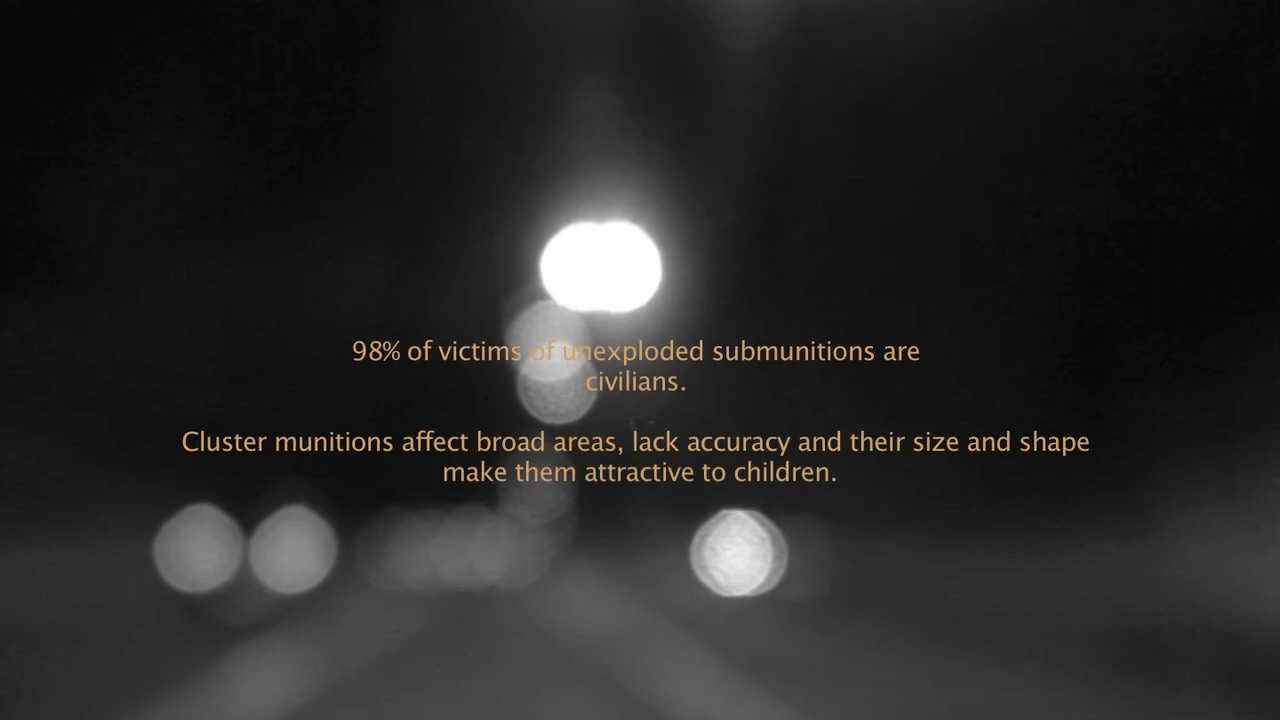 98% of victims of unexploded submunitions are
civilians.
Cluster munitions affect broad areas, lack accuracy and their size and shape
make them attractive to children.